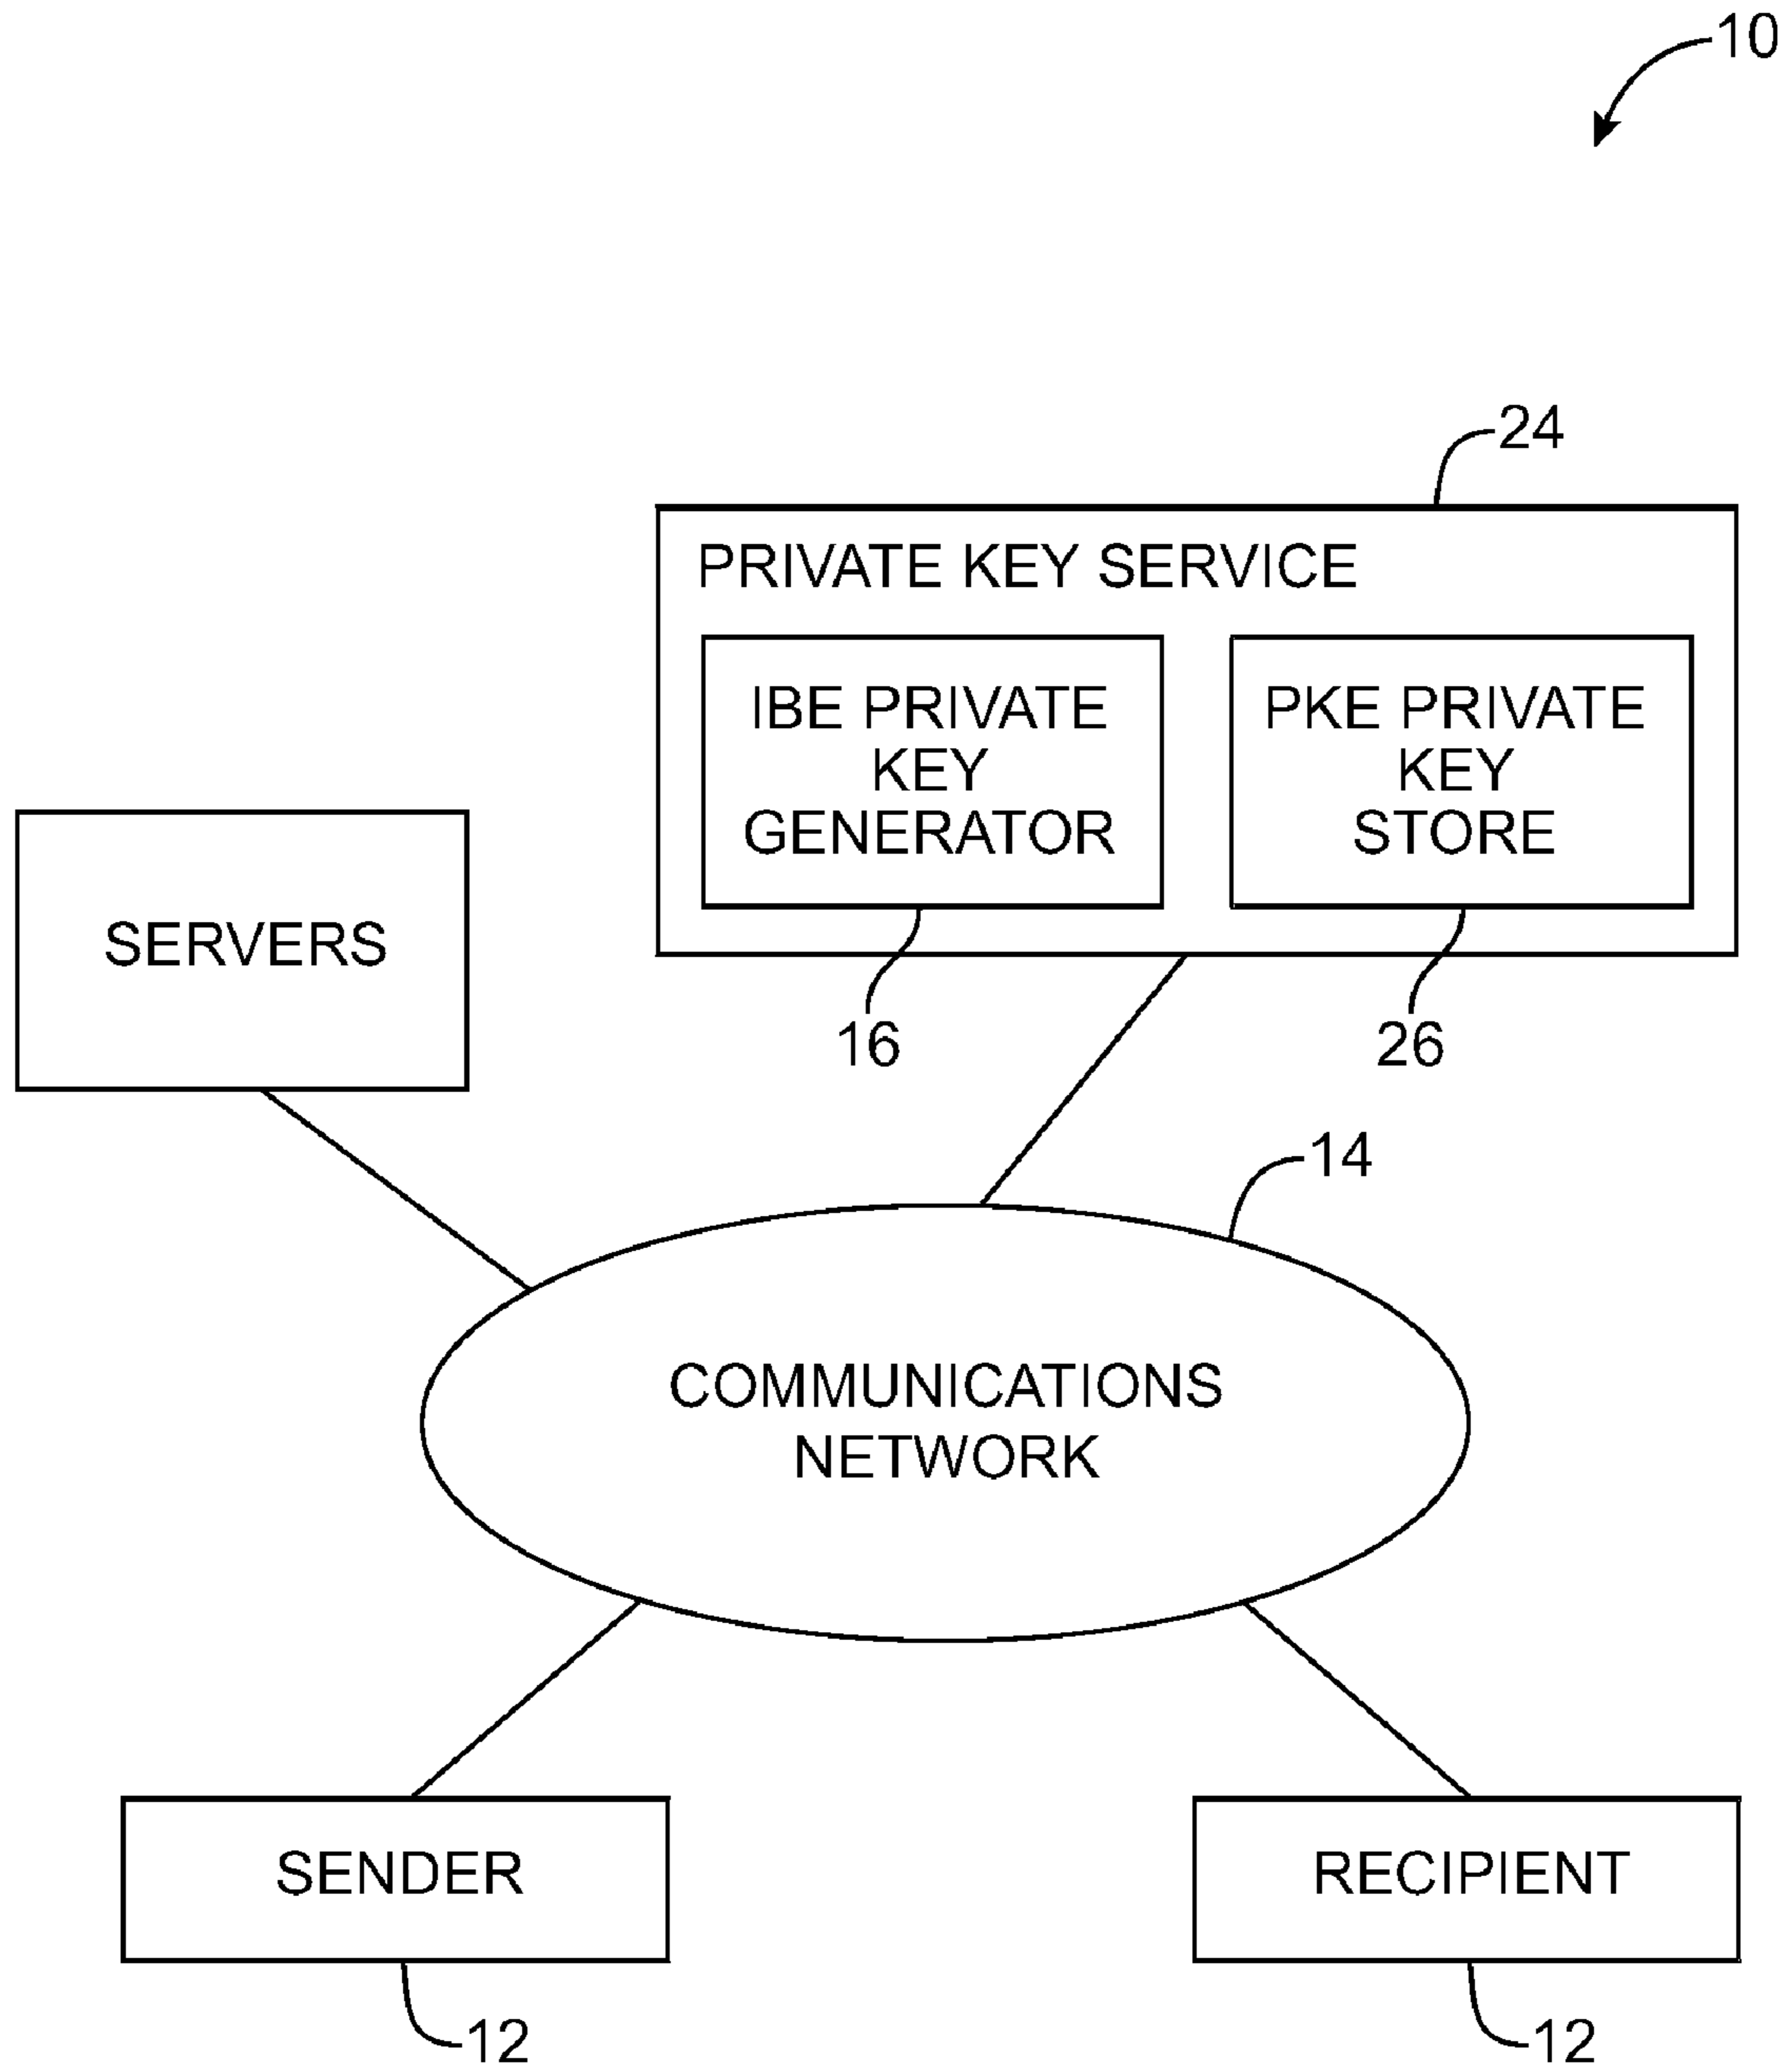 10
24
PRIVATE KEY SERVICE
IBE PRIVATE
KEY
GENERATOR
PKE PRIVATE
KEY
STORE
SERVERS
16
26
14
COMMUNICATIONS
NETWORK
SENDER
RECIPIENT
12
12